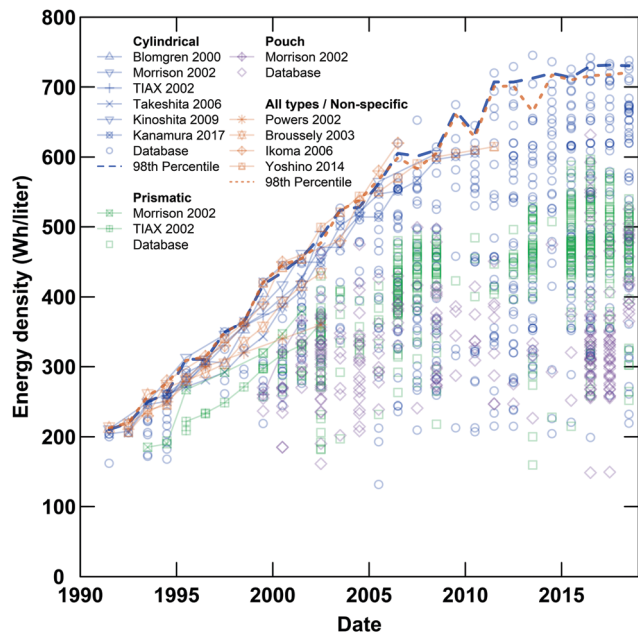 Energy density (Wh/liter)
800
700
600
500
400
300
200
100
0
Cylindrical
Blomgren 2000
Morrison 2002
TIAX 2002
Takeshita 2006
Kinoshita 2009
Kanamura 2017
Database
98th Percentile
Prismatic
Morrison 2002
TIAX 2002
Database
Pouch
Morrison 2002
Database
All types / Non-specific
Powers 2002
Broussely 2003
Ikoma 2006
Yoshino 2014
98th Percentile
1990 1995 2000 2005 2010 2015
Date